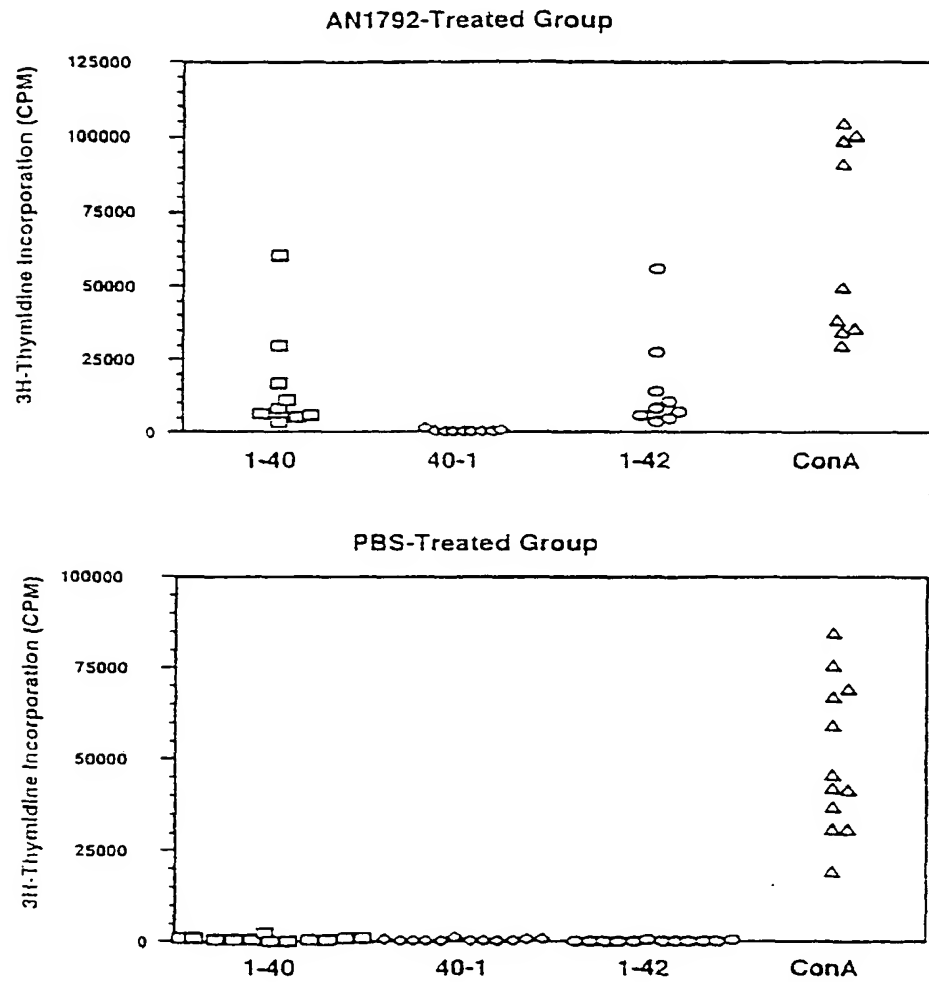 AN1792-Treated Group
3H-Thymidine Incorporation (CPM)
125000
100000
75000
50000
25000
0
1-40 40-1 1-42 ConA
PBS-Treated Group
3H-Thymidine Incorporation (CPM)
100000
75000
50000
25000
0
1-40 40-1 1-42 ConA